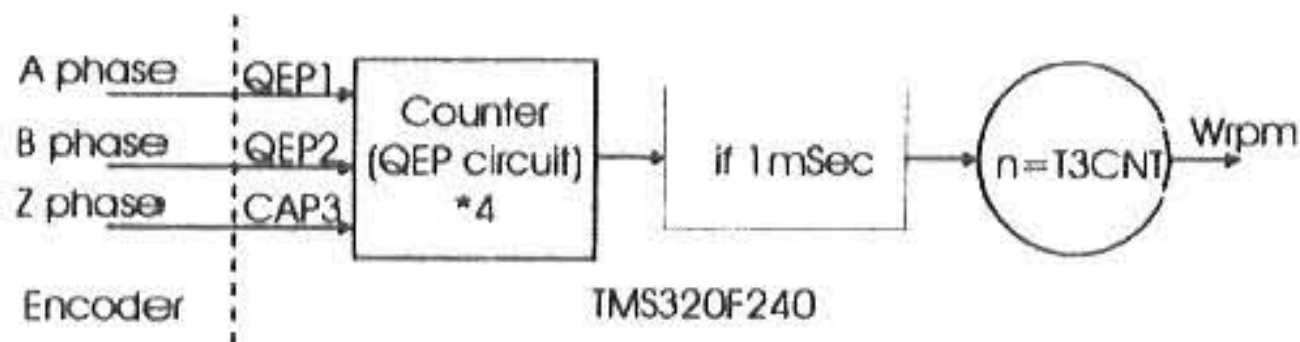 A phase
QEP1
B phase
QEP2
Z phase
CAP3
Counter
(QEP circuit)
*4
if 1mSec
n=T3CNT
Wrpm
Encoder
TMS320F240